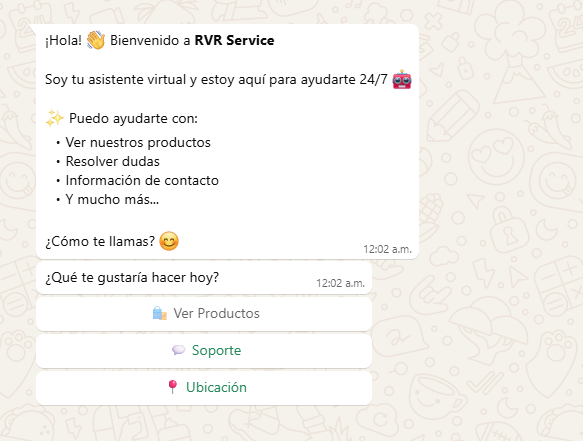 ¡Hola! 👋 Bienvenido a RVR Service
Soy tu asistente virtual y estoy aquí para ayudarte 24/7 🤖
✨ Puedo ayudarte con:
• Ver nuestros productos
• Resolver dudas
• Información de contacto
• Y mucho más...
¿Cómo te llamas? 😊
12:02 a.m.
¿Qué te gustaría hacer hoy?
12:02 a.m.
🛍️ Ver Productos
💬 Soporte
📍 Ubicación